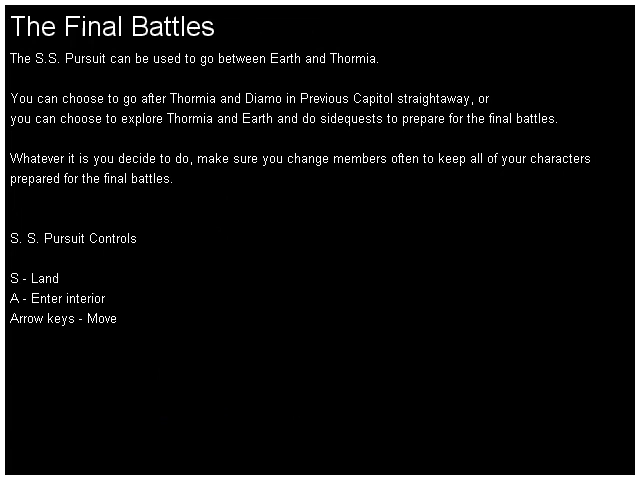 The Final Battles
The S.S. Pursuit can be used to go between Earth and Thormia.
You can choose to go after Thormia and Diamo in Previous Capitol straightaway, or
you can choose to explore Thormia and Earth and do sidequests to prepare for the final battles.
Whatever it is you decide to do, make sure you change members often to keep all of your characters
prepared for the final battles.
S. S. Pursuit Controls
S - Land
A - Enter interior
Arrow keys - Move